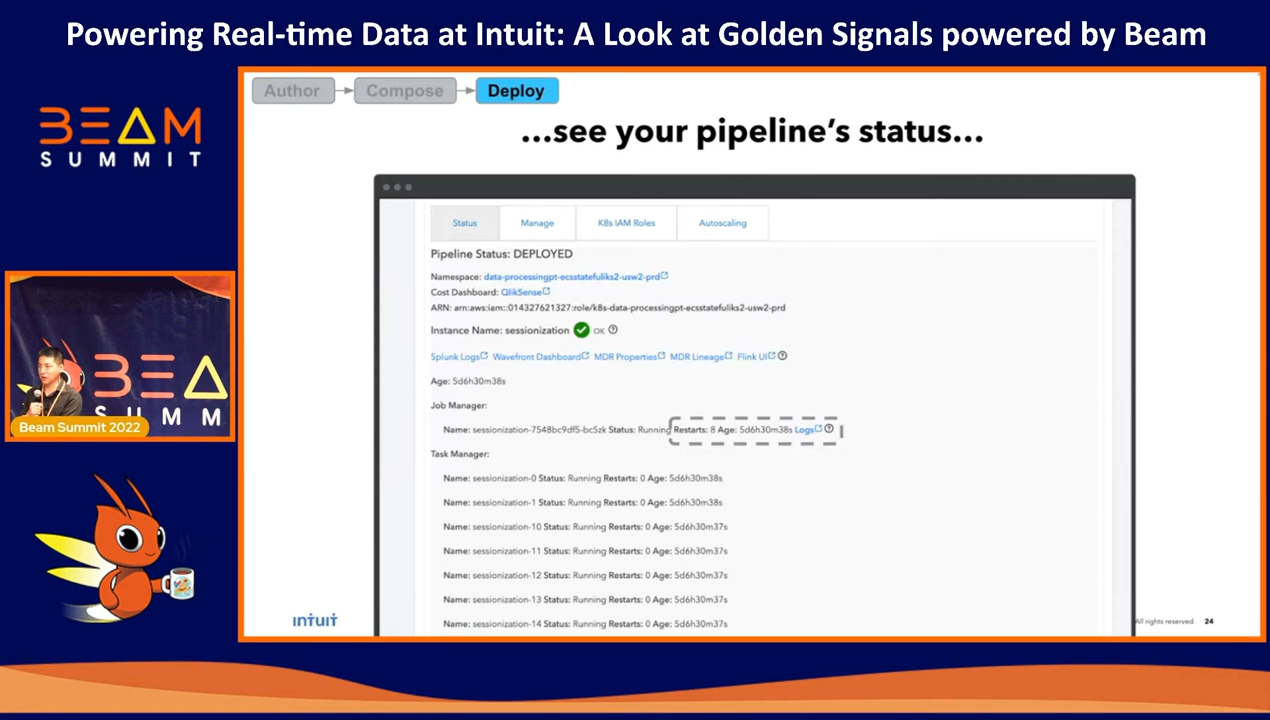 Powering Real-time Data at Intuit: A Look at Golden Signals powered by Beam
BEAM
SUMMIT
Author
Compose
Deploy
...see your pipeline's status...
Status
Manage
K8s IAM Roles
Autoscaling
Pipeline Status: DEPLOYED
Namespace: data-processingpt-ecsstatefuliks2-usw2-prd
Cost Dashboard: QlikSense
ARN: arn:aws:iam::014327621327:role/k8s-data-processingpt-ecsstatefuliks2-usw2-prd
Instance Name: sessionization OK
Splunk Logs Wavefront Dashboard MDR Properties MDR Lineage Flink UI
Age: 5d6h30m38s
Job Manager:
Name: sessionization-7548bc9df5-bc5zk Status: Running Restarts: 8 Age: 5d6h30m38s Logs
Task Manager:
Name: sessionization-0 Status: Running Restarts: 0 Age: 5d6h30m38s
Name: sessionization-1 Status: Running Restarts: 0 Age: 5d6h30m38s
Name: sessionization-10 Status: Running Restarts: 0 Age: 5d6h30m37s
Name: sessionization-11 Status: Running Restarts: 0 Age: 5d6h30m37s
Name: sessionization-12 Status: Running Restarts: 0 Age: 5d6h30m37s
Name: sessionization-13 Status: Running Restarts: 0 Age: 5d6h30m37s
Name: sessionization-14 Status: Running Restarts: 0 Age: 5d6h30m37s
BEA
SUMM
Beam Summit 2022
intuit
All rights reserved. 24